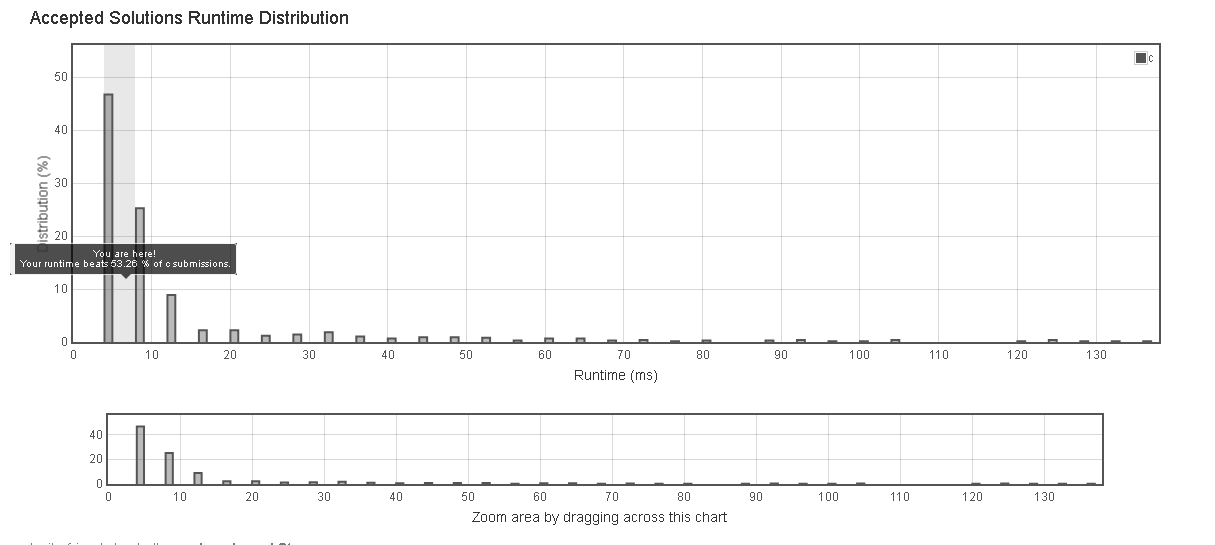 Accepted Solutions Runtime Distribution
c
50
40
30
20
10
0
Distribution (%)
You are here!
Your runtime beats 53.26 % of c submissions.
0 10 20 30 40 50 60 70 80 90 100 110 120 130
Runtime (ms)
40
20
0
0 10 20 30 40 50 60 70 80 90 100 110 120 130
Zoom area by dragging across this chart